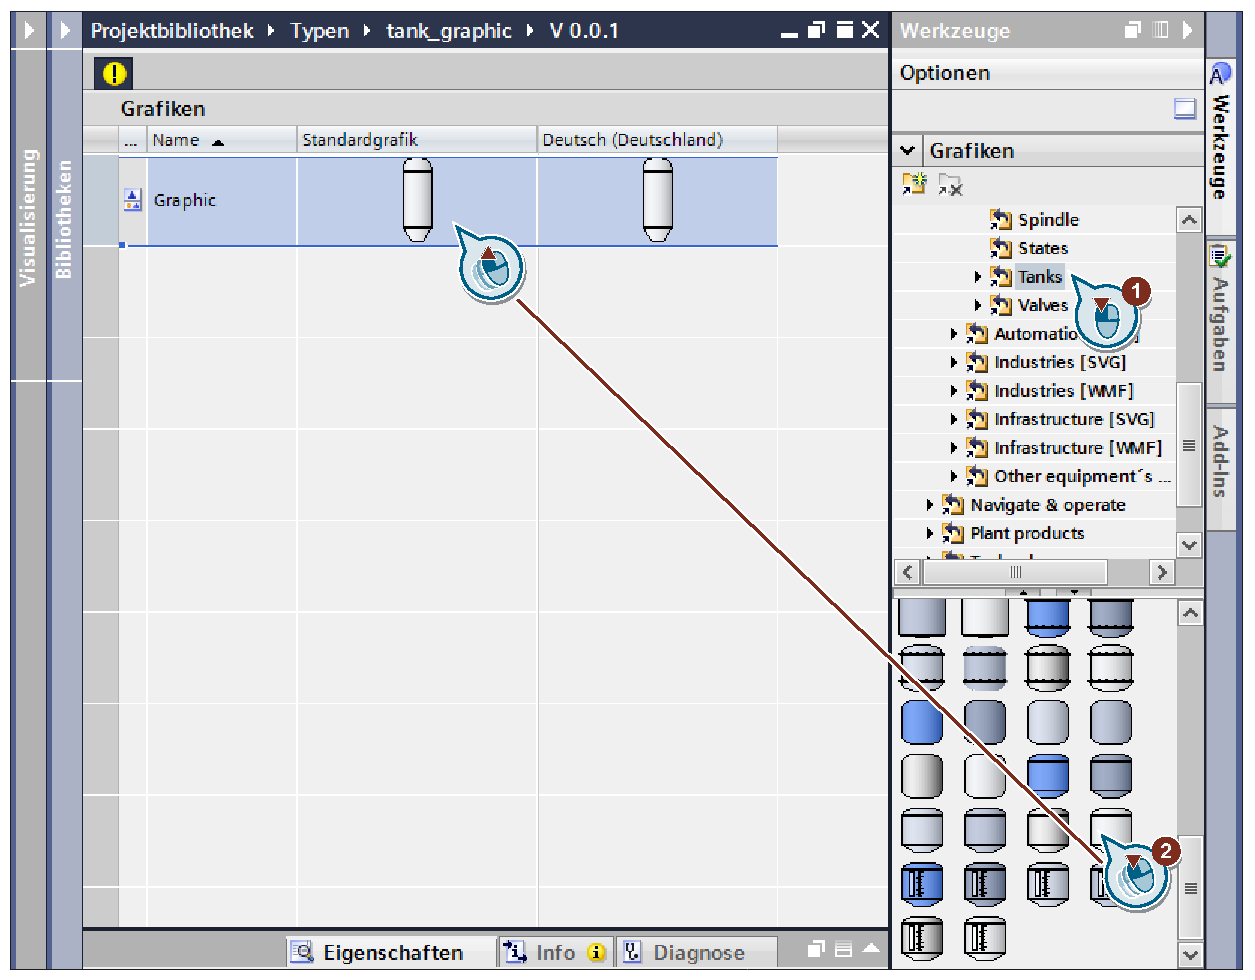 Projektbibliothek ▸ Typen ▸ tank_graphic ▸ V 0.0.1
Grafiken
... Name Standardgrafik Deutsch (Deutschland)
Graphic
Visualisierung
Bibliotheken
Werkzeuge
Optionen
Grafiken
Spindle
States
Tanks
1
Valves
Automatio
Industries [SVG]
Industries [WMF]
Infrastructure [SVG]
Infrastructure [WMF]
Other equipment´s ...
Navigate & operate
Plant products
2
Werkzeuge
Aufgaben
Add-Ins
Eigenschaften
Info
Diagnose